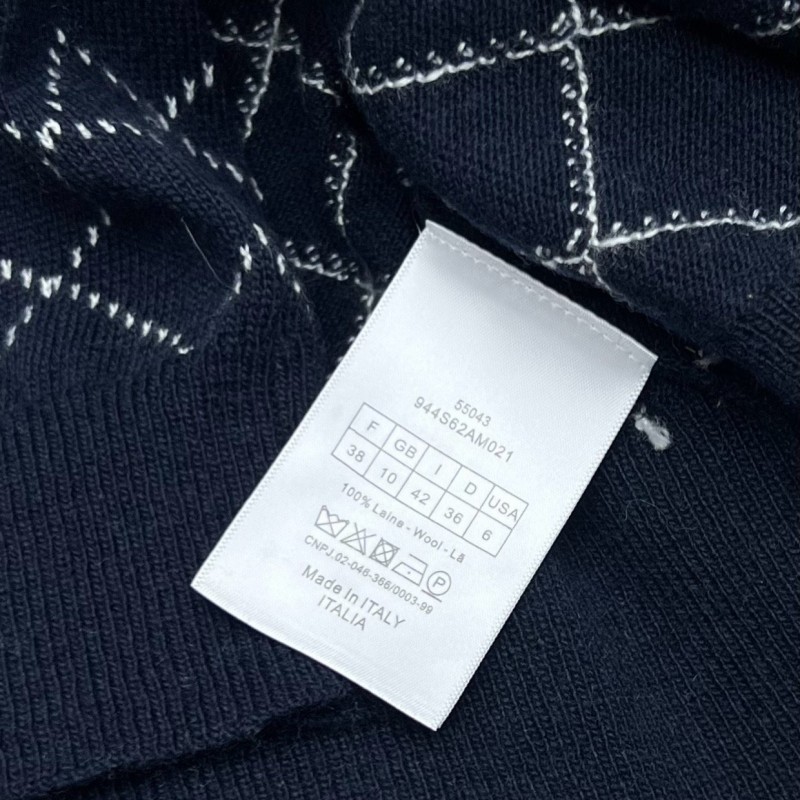 55043
944S62AM021
F GB I D USA
38 10 42 36 6
100% Laine - Wool - Lã
P
CNPJ.02-046-366/0003-99
Made In ITALY
ITALIA